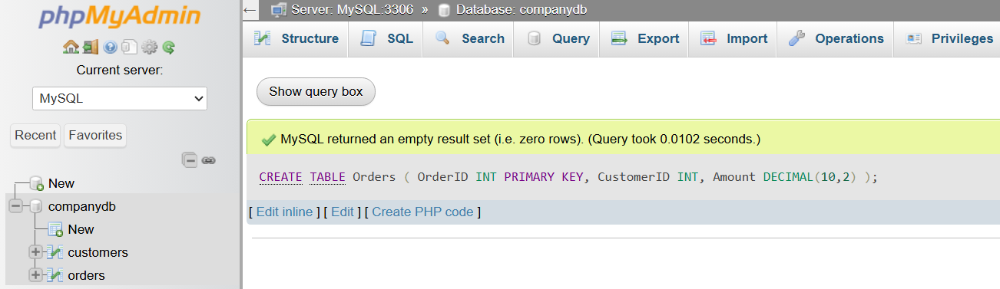 phpMyAdmin
Current server:
MySQL
Recent Favorites
New
companydb
New
customers
orders
Server: MySQL:3306 » Database: companydb
Structure SQL Search Query Export Import Operations Privileges
Show query box
MySQL returned an empty result set (i.e. zero rows). (Query took 0.0102 seconds.)
CREATE TABLE Orders ( OrderID INT PRIMARY KEY, CustomerID INT, Amount DECIMAL(10,2) );
[ Edit inline ] [ Edit ] [ Create PHP code ]